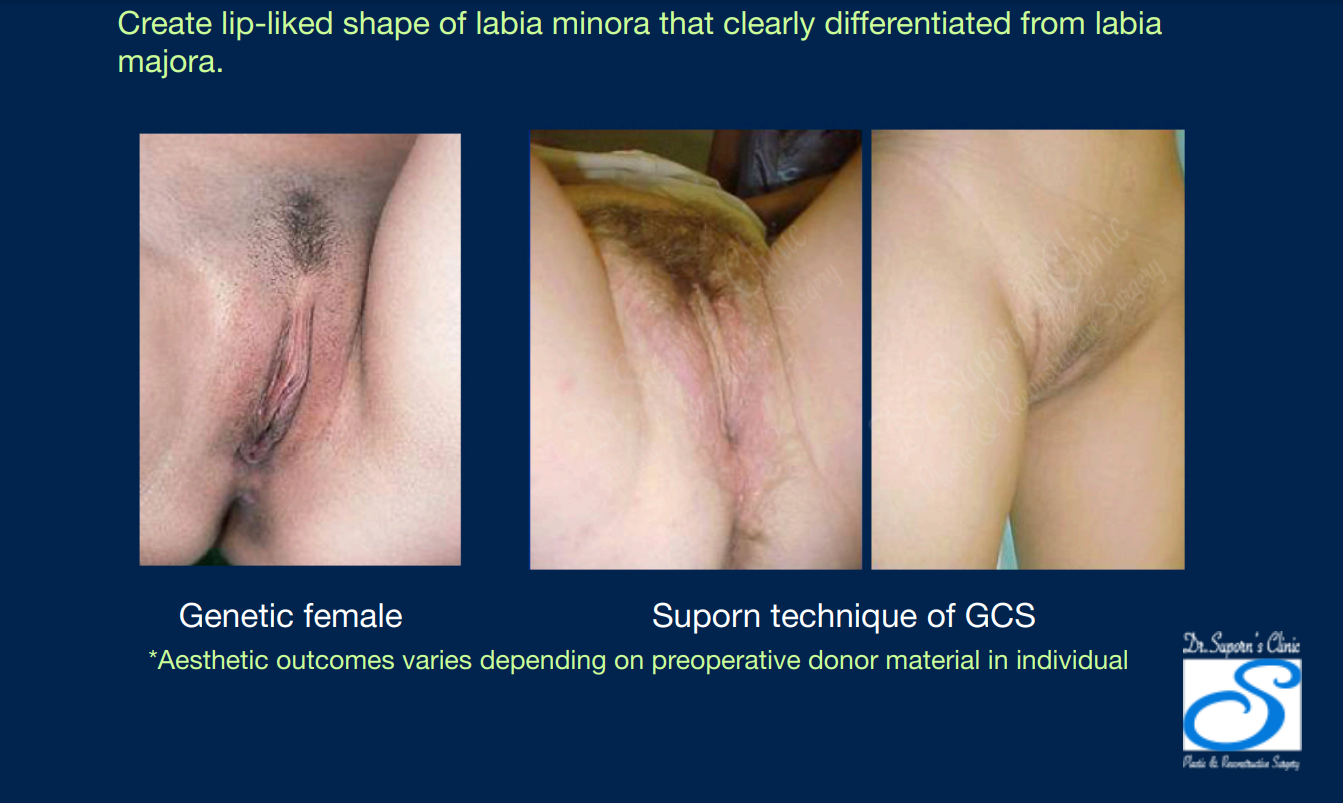 Create lip-liked shape of labia minora that clearly differentiated from labia
majora.
Genetic female
Suporn technique of GCS
*Aesthetic outcomes varies depending on preoperative donor material in individual
Dr. Suporn's Clinic
Plastic & Reconstructive Surgery